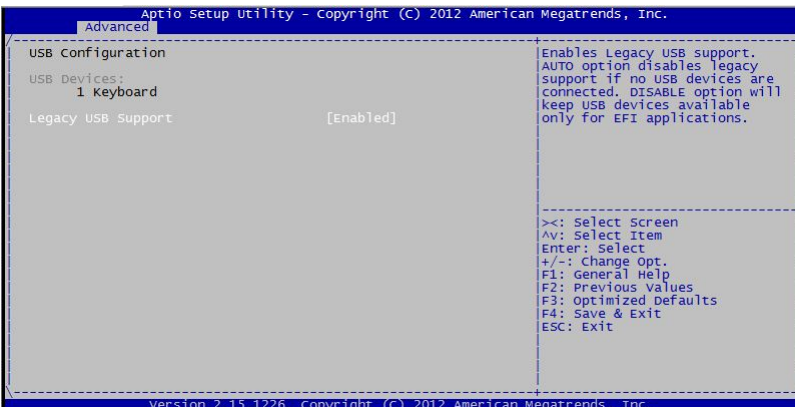 Aptio Setup Utility - Copyright (C) 2012 American Megatrends, Inc.
Advanced
USB Configuration
USB Devices:
1 Keyboard
Legacy USB Support [Enabled]
Enables Legacy USB support.
AUTO option disables legacy
support if no USB devices are
connected. DISABLE option will
keep USB devices available
only for EFI applications.
><: Select Screen
^v: Select Item
Enter: Select
+/-: Change Opt.
F1: General Help
F2: Previous Values
F3: Optimized Defaults
F4: Save & Exit
ESC: Exit
Version 2.15.1226. Copyright (C) 2012 American Megatrends, Inc.